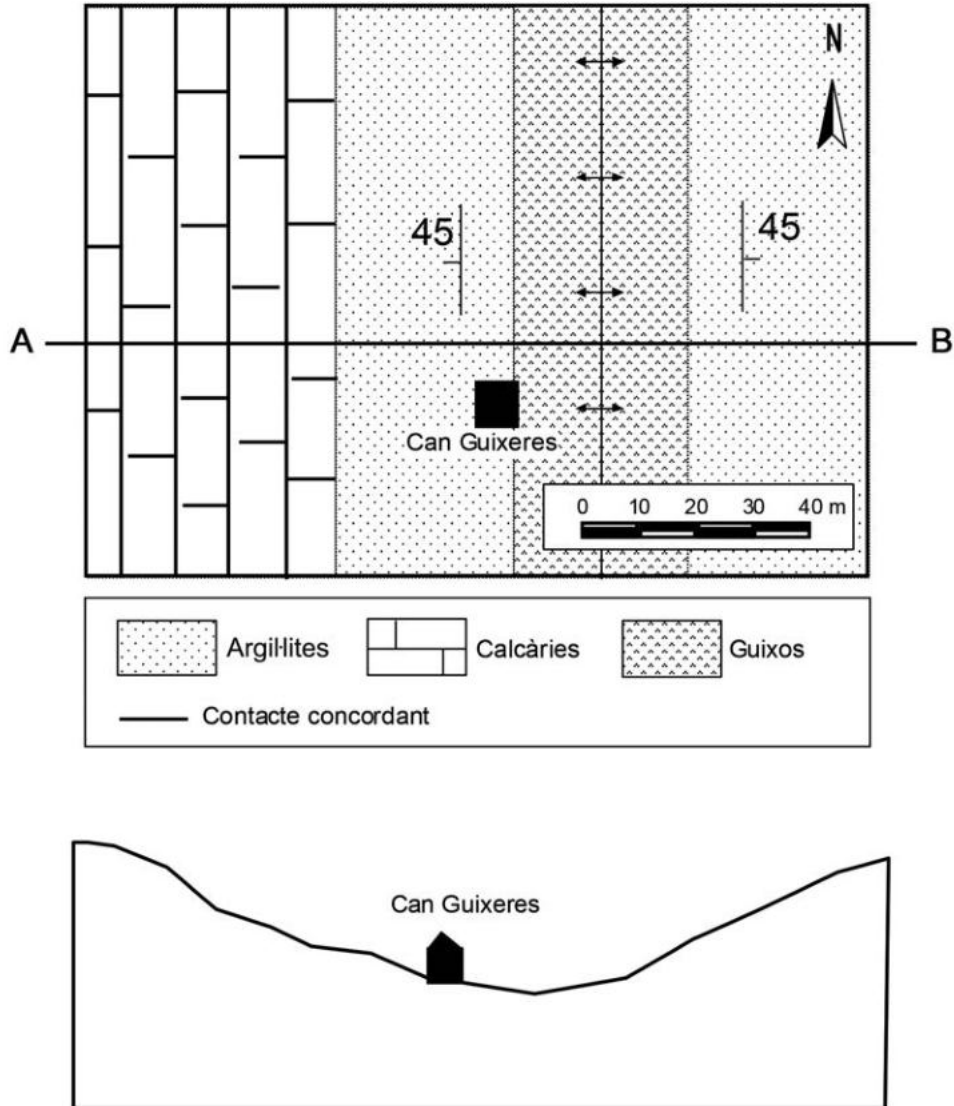 N
45
45
A
B
Can Guixeres
0 10 20 30 40 m
Argil·lites
Calcàries
Guixos
Contacte concordant
Can Guixeres